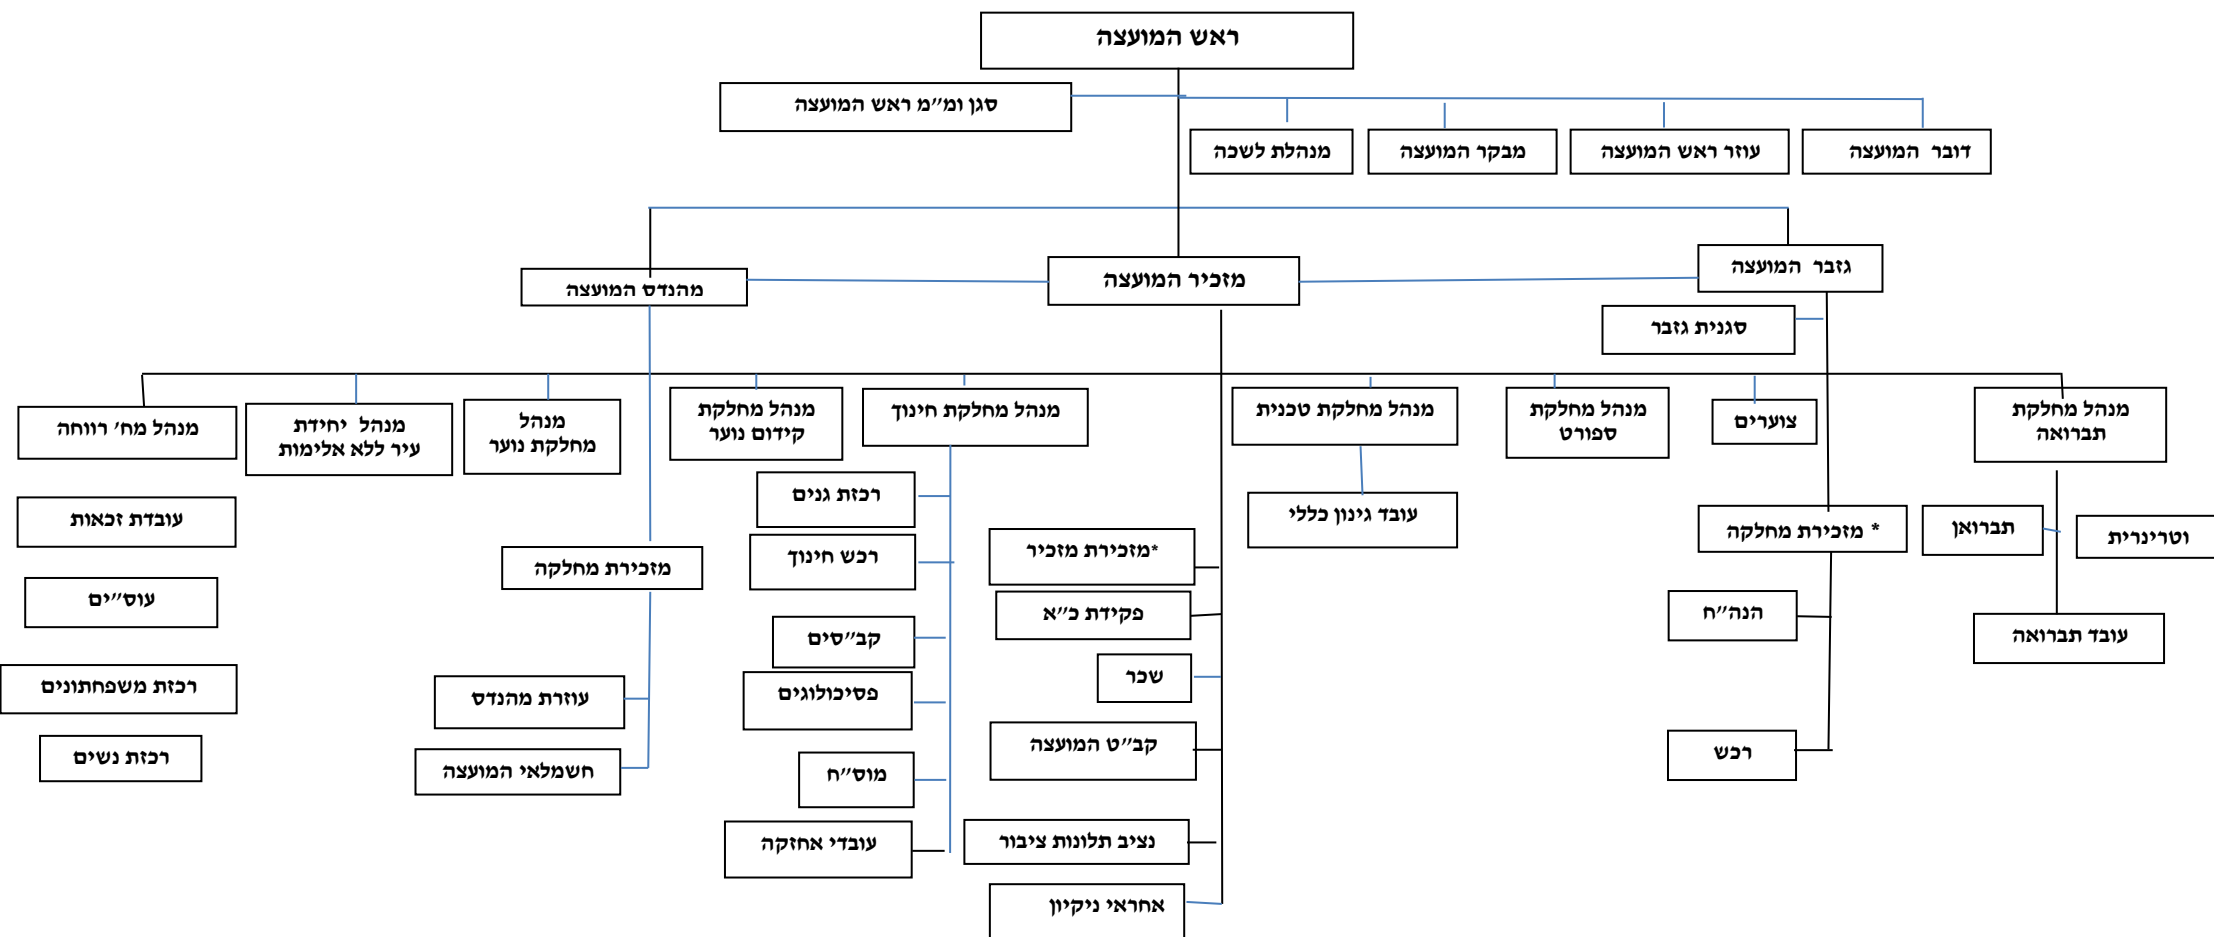 ראש המועצה
סגן ומ״מ ראש המועצה
דובר המועצה
עוזר ראש המועצה
מבקר המועצה
מנהלת לשכה
גזבר המועצה
מזכיר המועצה
מהנדס המועצה
סגנית גזבר
מנהל מחלקת
תברואה
צוערים
מנהל מחלקת
ספורט
מנהל מחלקת טכנית
מנהל מחלקת חינוך
מנהל מחלקת
קידום נוער
מנהל
מחלקת נוער
מנהל יחידת
עיר ללא אלימות
מנהל מח׳ רווחה
וטרינרית
תברואן
עובד תברואה
* מזכירת מחלקה
הנה״ח
רכש
עובד גינון כללי
*מזכירת מזכיר
פקידת כ״א
שכר
קב״ט המועצה
נציב תלונות ציבור
אחראי ניקיון
רכזת גנים
רכש חינוך
קב״סים
פסיכולוגים
מוס״ח
עובדי אחזקה
מזכירת מחלקה
עוזרת מהנדס
חשמלאי המועצה
עובדת זכאות
עוס״ים
רכזת משפחתונים
רכזת נשים